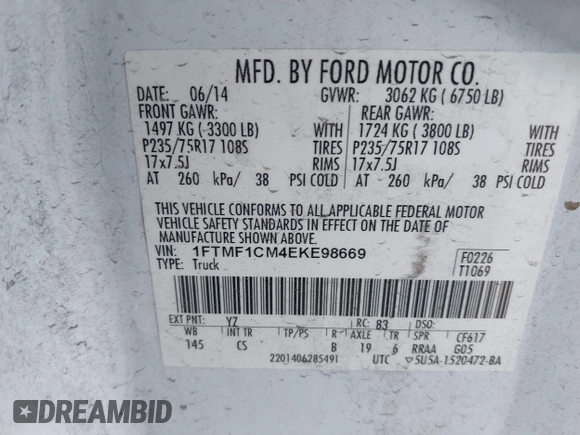 MFD. BY FORD MOTOR CO.
DATE: 06/14 GVWR: 3062 KG ( 6750 LB)
FRONT GAWR: REAR GAWR:
1497 KG ( 3300 LB) WITH 1724 KG ( 3800 LB) WITH
P235/75R17 108S TIRES P235/75R17 108S TIRES
17x7.5J RIMS 17x7.5J RIMS
AT 260 kPa/ 38 PSI COLD AT 260 kPa/ 38 PSI COLD
THIS VEHICLE CONFORMS TO ALL APPLICABLE FEDERAL MOTOR
VEHICLE SAFETY STANDARDS IN EFFECT ON THE DATE OF
MANUFACTURE SHOWN ABOVE.
VIN: 1FTMF1CM4EKE98669 F0226
TYPE: Truck T1069
EXT PNT: YZ RC: 83 DSO:
WB INT TR TP/PS R AXLE TR SPR CF617
145 CS B 19 6 RRAA G05
2201406285491 UTC ▽5U5A-1520472-BA
DREAMBID